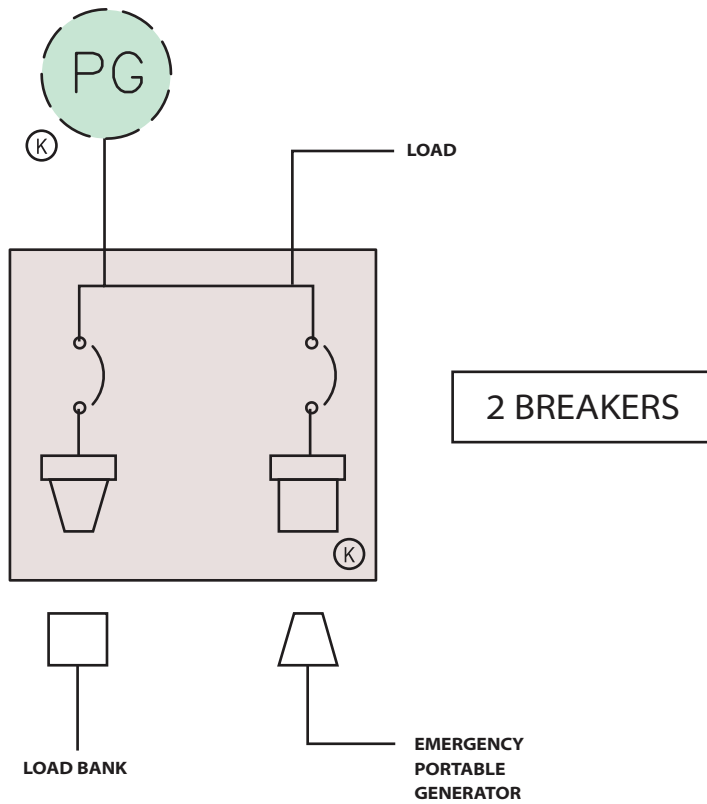 PG
K
LOAD
2 BREAKERS
K
LOAD BANK
EMERGENCY
PORTABLE
GENERATOR